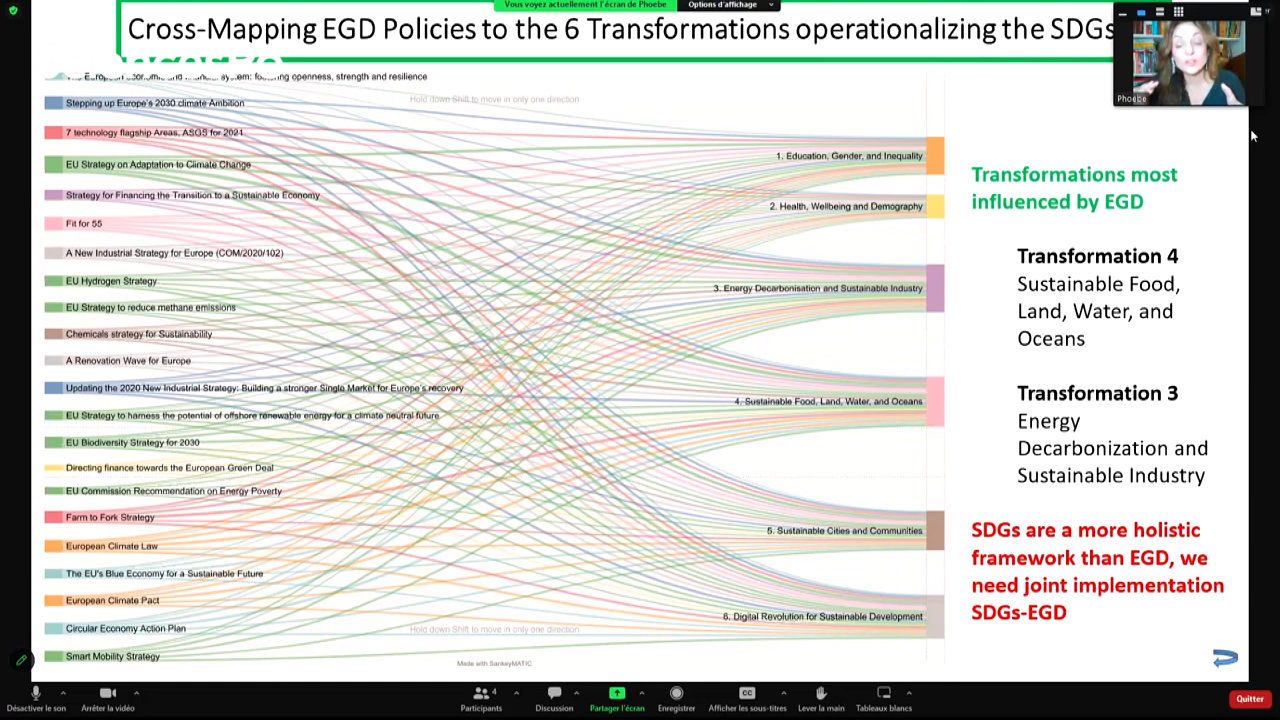 Vous voyez actuellement l'écran de Phoebe
Options d'affichage
Cross-Mapping EGD Policies to the 6 Transformations operationalizing the SDGs
Phoebe
system: fostering openness, strength and resilience
Stepping up Europe's 2030 climate Ambition
7 technology flagship Areas, ASGS for 2021
EU Strategy on Adaptation to Climate Change
Strategy for Financing the Transition to a Sustainable Economy
Fit for 55
A New Industrial Strategy for Europe (COM/2020/102)
EU Hydrogen Strategy
EU Strategy to reduce methane emissions
Chemicals strategy for Sustainability
A Renovation Wave for Europe
Updating the 2020 New Industrial Strategy: Building a stronger Single Market for Europe's recovery
EU Strategy to harness the potential of offshore renewable energy for a climate neutral future
EU Biodiversity Strategy for 2030
Directing finance towards the European Green Deal
EU Commission Recommendation on Energy Poverty
Farm to Fork Strategy
European Climate Law
The EU's Blue Economy for a Sustainable Future
European Climate Pact
Circular Economy Action Plan
Smart Mobility Strategy
Hold down Shift to move in only one direction
Hold down Shift to move in only one direction
Made with SankeyMATIC
1. Education, Gender, and Inequality
2. Health, Wellbeing and Demography
3. Energy Decarbonisation and Sustainable Industry
4. Sustainable Food, Land, Water, and Oceans
5. Sustainable Cities and Communities
6. Digital Revolution for Sustainable Development
Transformations most
influenced by EGD
Transformation 4
Sustainable Food,
Land, Water, and
Oceans
Transformation 3
Energy
Decarbonization and
Sustainable Industry
SDGs are a more holistic
framework than EGD, we
need joint implementation
SDGs-EGD
Désactiver le son
Arrêter la vidéo
4
Participants
Discussion
Partager l'écran
Enregistrer
CC
Afficher les sous-titres
Lever la main
Tableaux blancs
Quitter